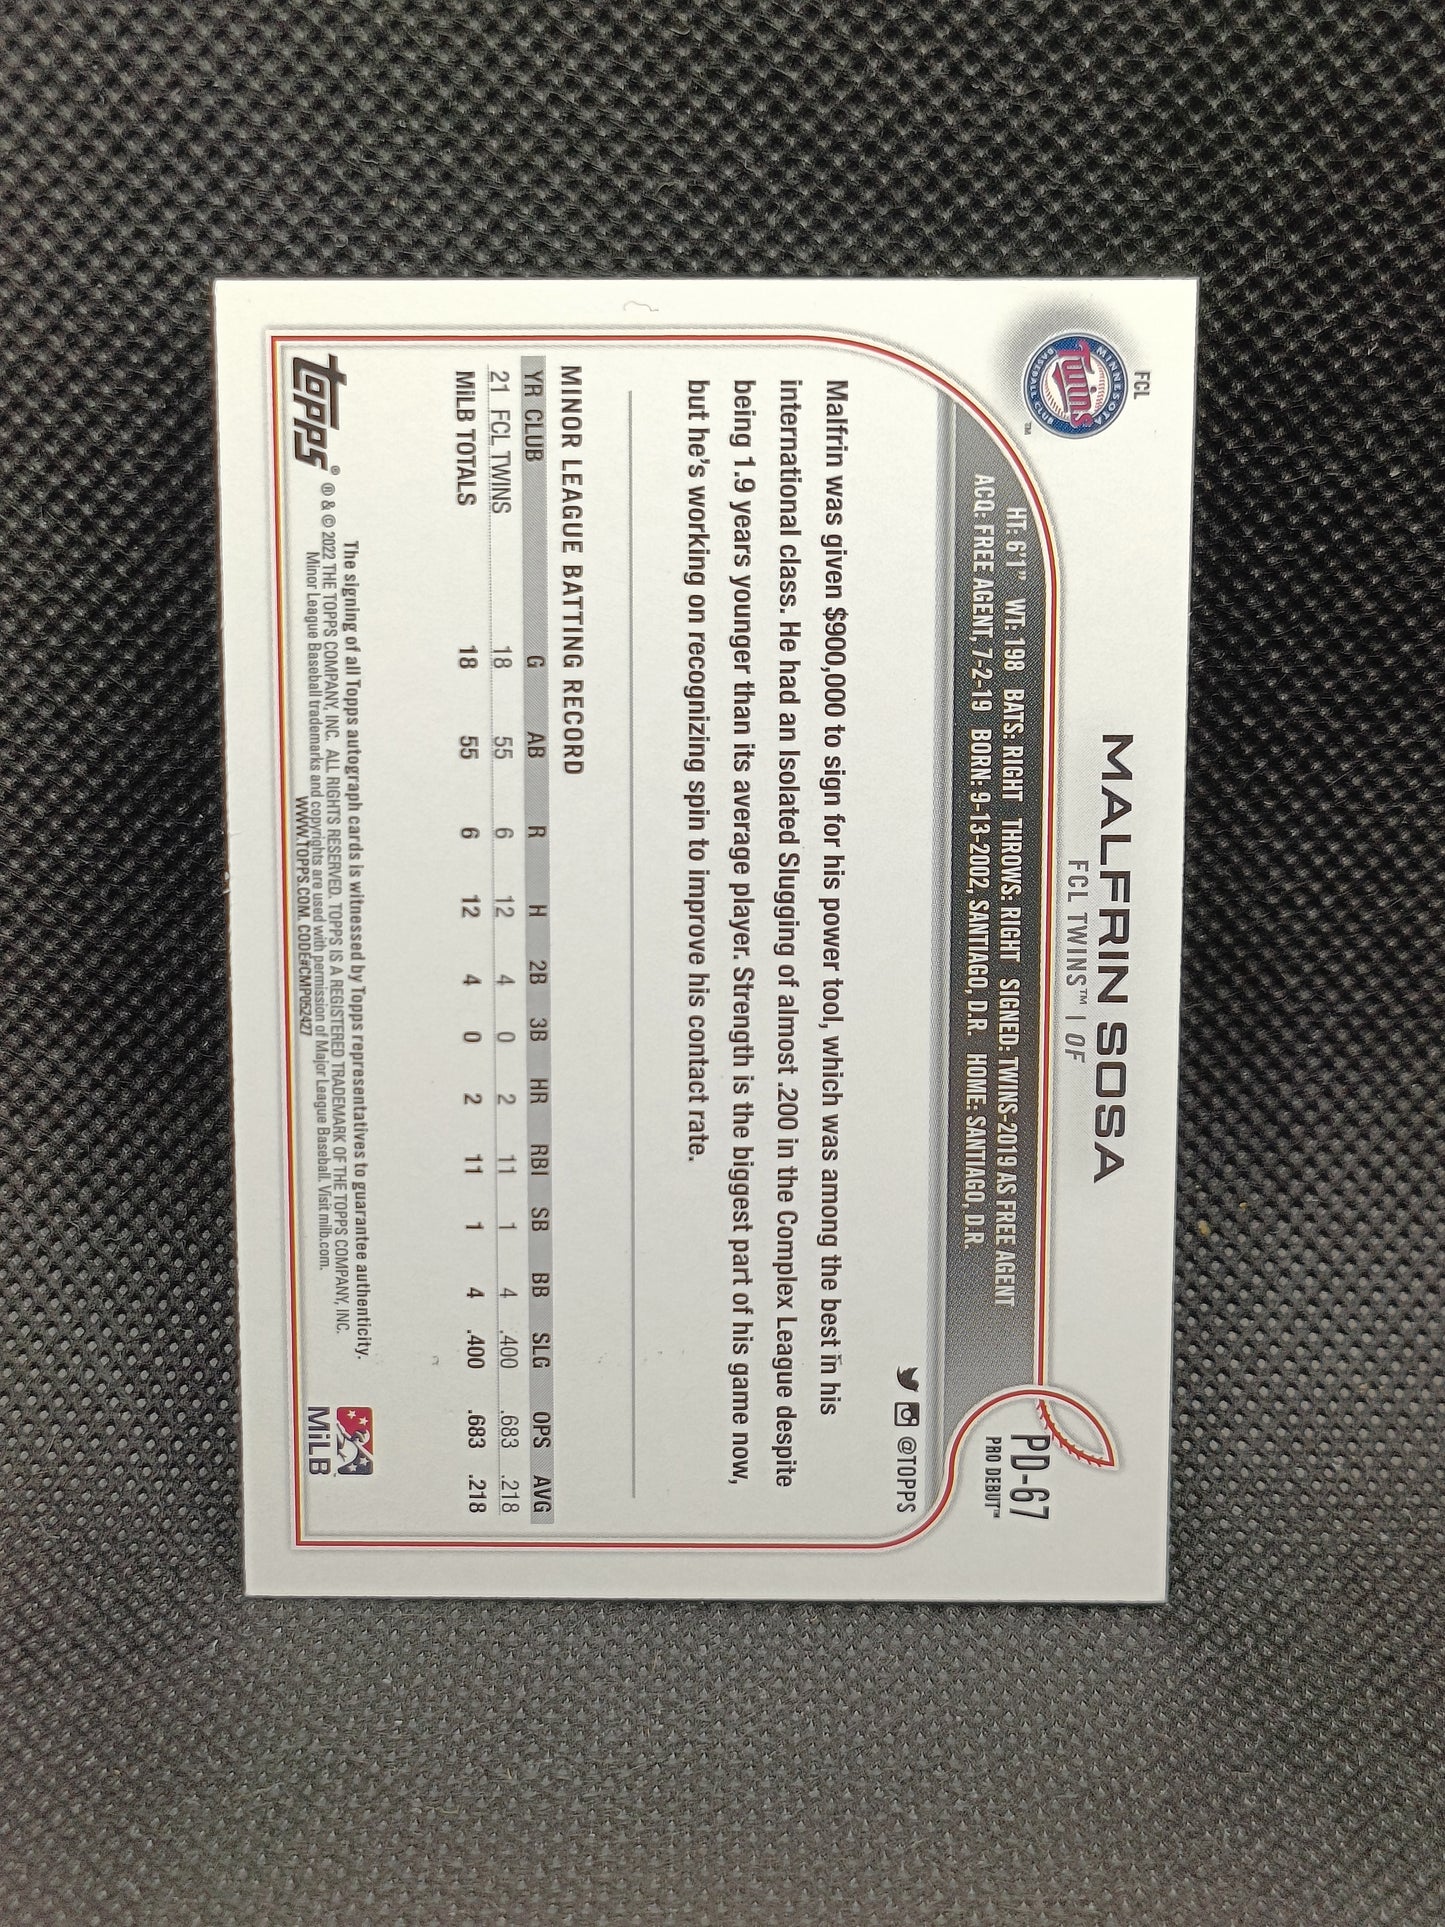 FCL
MINNESOTA
Twins
BASEBALL CLUB
TM
MALFRIN SOSA
FCL TWINS™ | OF
PD-67
PRO DEBUT™
HT: 6'1" WT: 198 BATS: RIGHT THROWS: RIGHT SIGNED: TWINS-2019 AS FREE AGENT
ACQ: FREE AGENT, 7-2-19 BORN: 9-13-2002, SANTIAGO, D.R. HOME: SANTIAGO, D.R.
@TOPPS
Malfrin was given $900,000 to sign for his power tool, which was among the best in his
international class. He had an Isolated Slugging of almost .200 in the Complex League despite
being 1.9 years younger than its average player. Strength is the biggest part of his game now,
but he's working on recognizing spin to improve his contact rate.
MINOR LEAGUE BATTING RECORD
YR CLUB G AB R H 2B 3B HR RBI SB BB SLG OPS AVG
21 FCL TWINS 18 55 6 12 4 0 2 11 1 4 .400 .683 .218
MiLB TOTALS 18 55 6 12 4 0 2 11 1 4 .400 .683 .218
The signing of all Topps autograph cards is witnessed by Topps representatives to guarantee authenticity.
topps® ® & © 2022 THE TOPPS COMPANY, INC. ALL RIGHTS RESERVED. TOPPS IS A REGISTERED TRADEMARK OF THE TOPPS COMPANY, INC.
Minor League Baseball trademarks and copyrights are used with permission of Major League Baseball. Visit milb.com.
WWW.TOPPS.COM CODE#CMP052427
MiLB